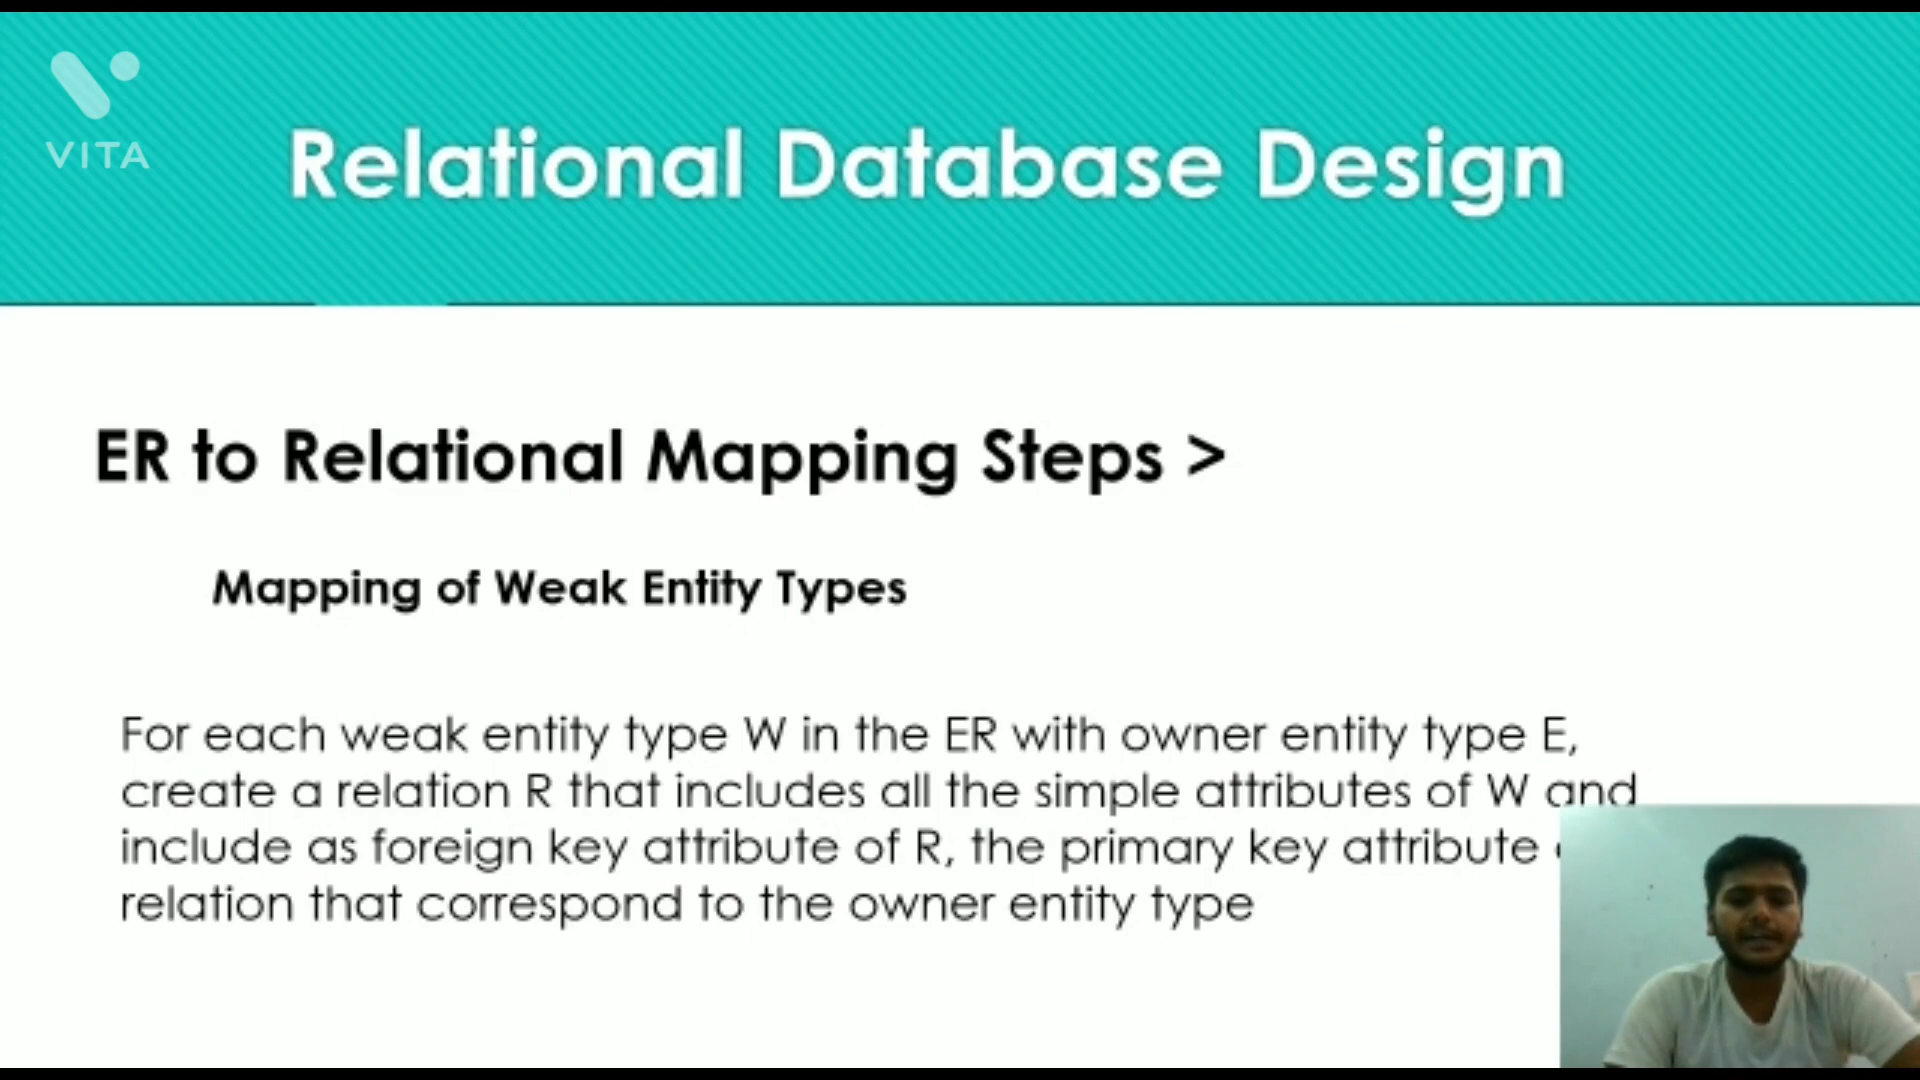 VITA
Relational Database Design
ER to Relational Mapping Steps >
Mapping of Weak Entity Types
For each weak entity type W in the ER with owner entity type E,
create a relation R that includes all the simple attributes of W and
include as foreign key attribute of R, the primary key attribute
relation that correspond to the owner entity type